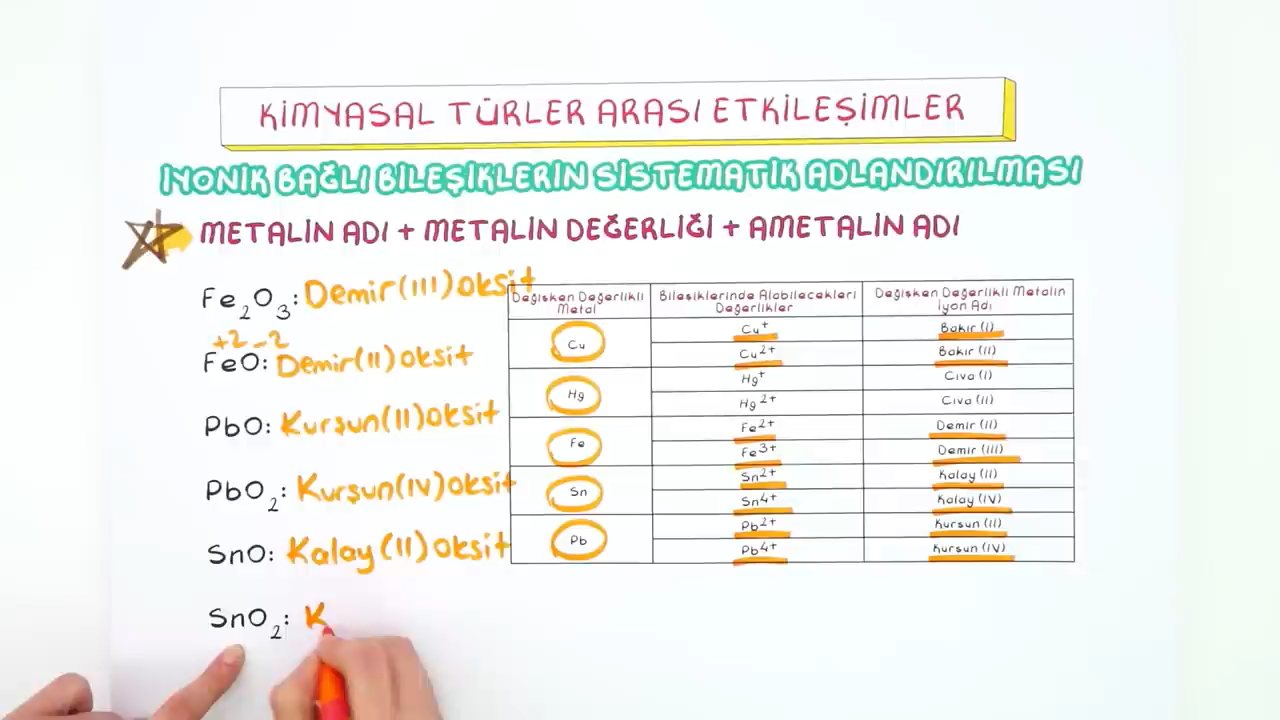 KİMYASAL TÜRLER ARASI ETKİLEŞİMLER
İYONİK BAĞLI BİLEŞİKLERİN SİSTEMATİK ADLANDIRILMASI
METALİN ADI + METALİN DEĞERLİĞİ + AMETALİN ADI
Fe₂O₃: Demir(III) oksit
+2 -2
FeO: Demir(II) oksit
PbO: Kurşun(II) oksit
PbO₂: Kurşun(IV) oksit
SnO: Kalay (II) oksit
SnO₂: K
Değişken Değerlikli Metal | Bileşiklerinde Alabilecekleri Değerlikler | Değişken Değerlikli Metalin İyon Adı
Cu | Cu⁺ | Bakır (I)
Cu²⁺ | Bakır (II)
Hg | Hg⁺ | Cıva (I)
Hg²⁺ | Cıva (II)
Fe | Fe²⁺ | Demir (II)
Fe³⁺ | Demir (III)
Sn | Sn²⁺ | Kalay (II)
Sn⁴⁺ | Kalay (IV)
Pb | Pb²⁺ | Kurşun (II)
Pb⁴⁺ | Kurşun (IV)